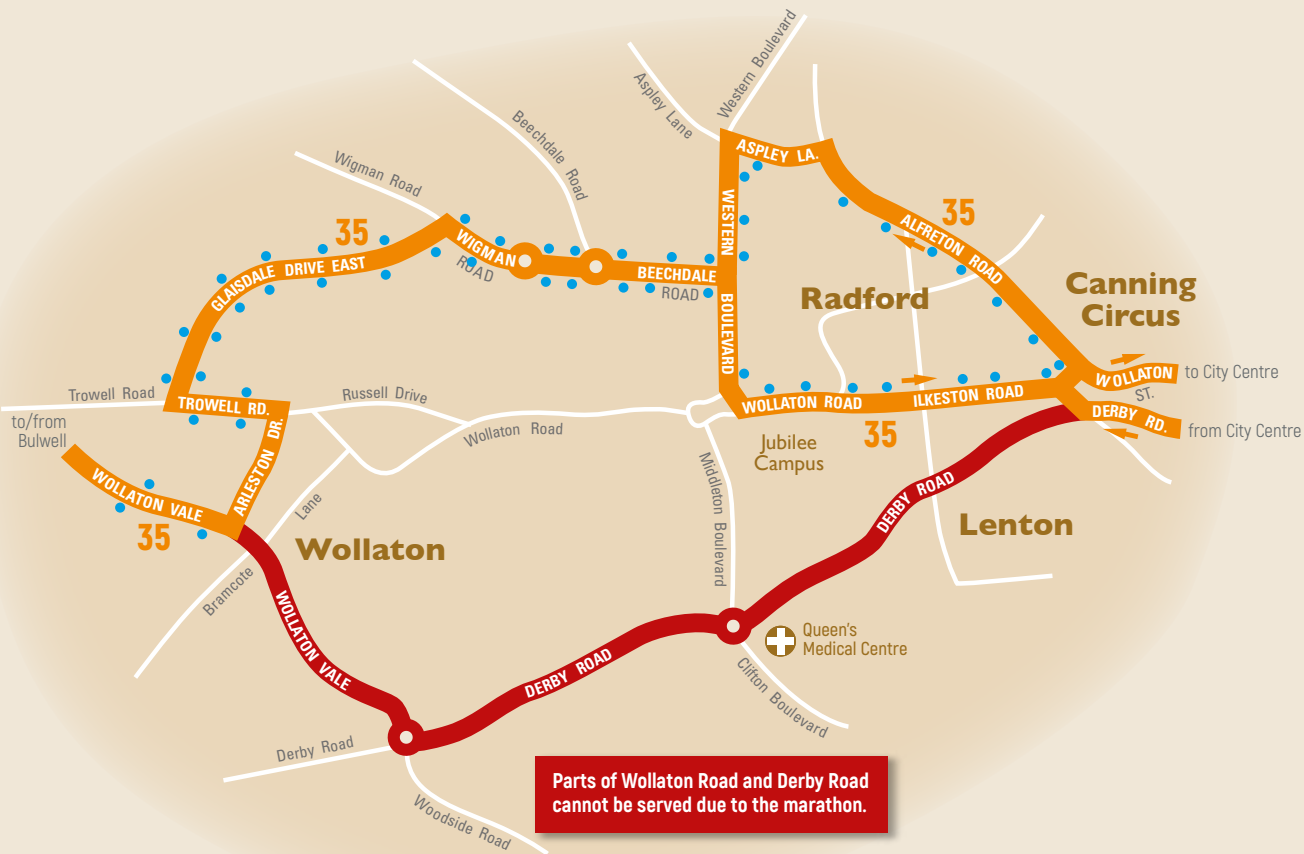 Western Boulevard
Aspley Lane
Beechdale Road
Wigman Road
ASPLEY LA.
WESTERN
BOULEVARD
35
ALFRETON ROAD
35
GLAISDALE DRIVE EAST
WIGMAN
ROAD
BEECHDALE
ROAD
Radford
Canning
Circus
WOLLATON
ST.
to City Centre
DERBY RD.
from City Centre
Trowell Road
TROWELL RD.
Russell Drive
Wollaton Road
WOLLATON ROAD
ILKESTON ROAD
35
to/from
Bulwell
ARLESTON DR.
WOLLATON VALE
35
Jubilee
Campus
Middleton Boulevard
Lane
Bramcote
Wollaton
DERBY ROAD
Lenton
WOLLATON VALE
DERBY ROAD
Queen's
Medical Centre
Clifton Boulevard
Derby Road
Woodside Road
Parts of Wollaton Road and Derby Road
cannot be served due to the marathon.